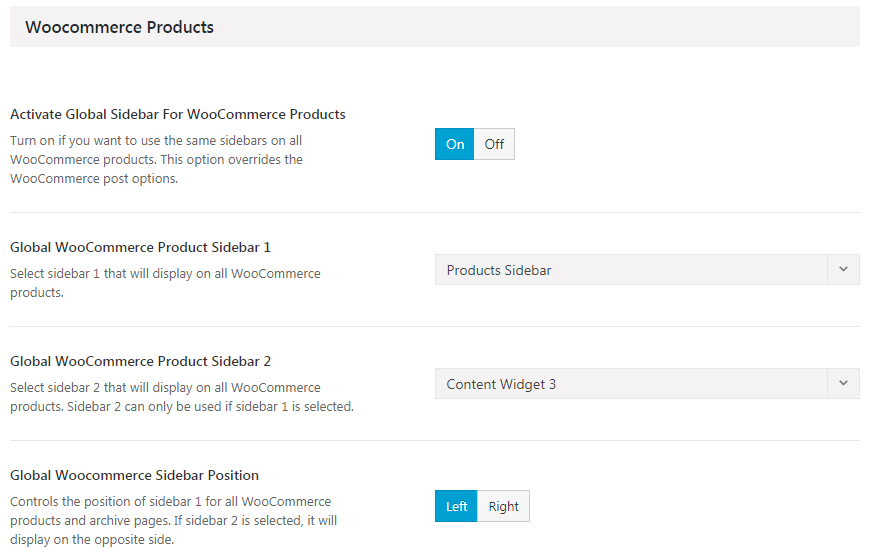 Woocommerce Products
Activate Global Sidebar For WooCommerce Products
Turn on if you want to use the same sidebars on all
WooCommerce products. This option overrides the
WooCommerce post options.
On Off
Global WooCommerce Product Sidebar 1
Select sidebar 1 that will display on all WooCommerce
products.
Products Sidebar
Global WooCommerce Product Sidebar 2
Select sidebar 2 that will display on all WooCommerce
products. Sidebar 2 can only be used if sidebar 1 is selected.
Content Widget 3
Global Woocommerce Sidebar Position
Controls the position of sidebar 1 for all WooCommerce
products and archive pages. If sidebar 2 is selected, it will
display on the opposite side.
Left Right